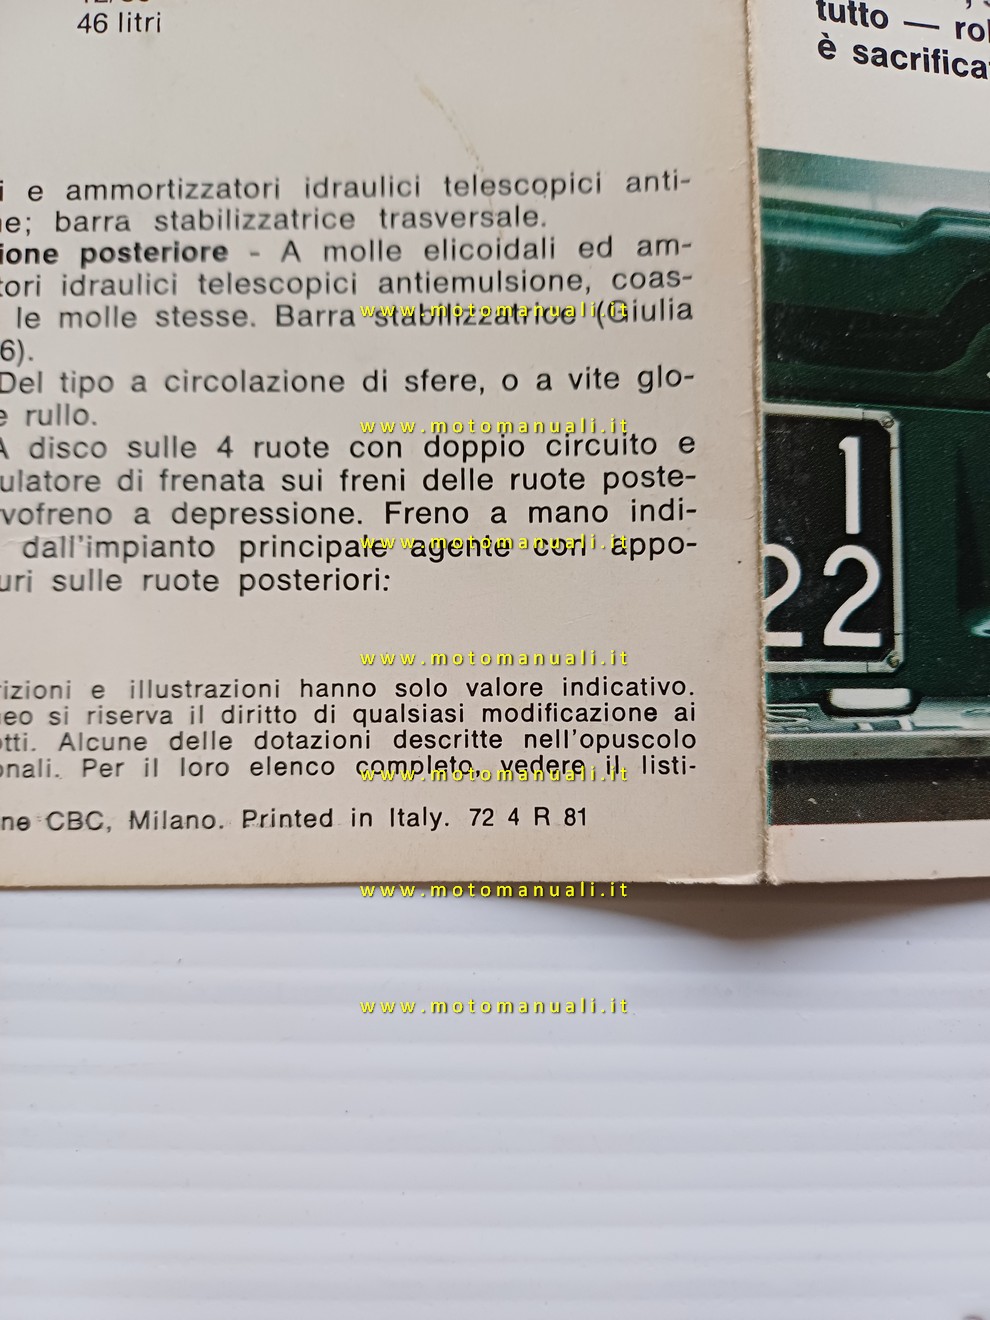 46 litri
i e ammortizzatori idraulici telescopici anti-
ne; barra stabilizzatrice trasversale.
ione posteriore - A molle elicoidali ed am-
tori idraulici telescopici antiemulsione, coas-
le molle stesse. Barra stabilizzatrice (Giulia
6).
Del tipo a circolazione di sfere, o a vite glo-
e rullo.
A disco sulle 4 ruote con doppio circuito e
ulatore di frenata sui freni delle ruote poste-
vofreno a depressione. Freno a mano indi-
dall'impianto principale agente con appo-
uri sulle ruote posteriori:
rizioni e illustrazioni hanno solo valore indicativo.
neo si riserva il diritto di qualsiasi modificazione ai
otti. Alcune delle dotazioni descritte nell'opuscolo
onali. Per il loro elenco completo, vedere il listi-
ne CBC, Milano. Printed in Italy. 72 4 R 81
tutto — rob
è sacrifica
1
22
www.motomanuali.it
www.motomanuali.it
www.motomanuali.it
www.motomanuali.it
www.motomanuali.it
www.motomanuali.it
www.motomanuali.it